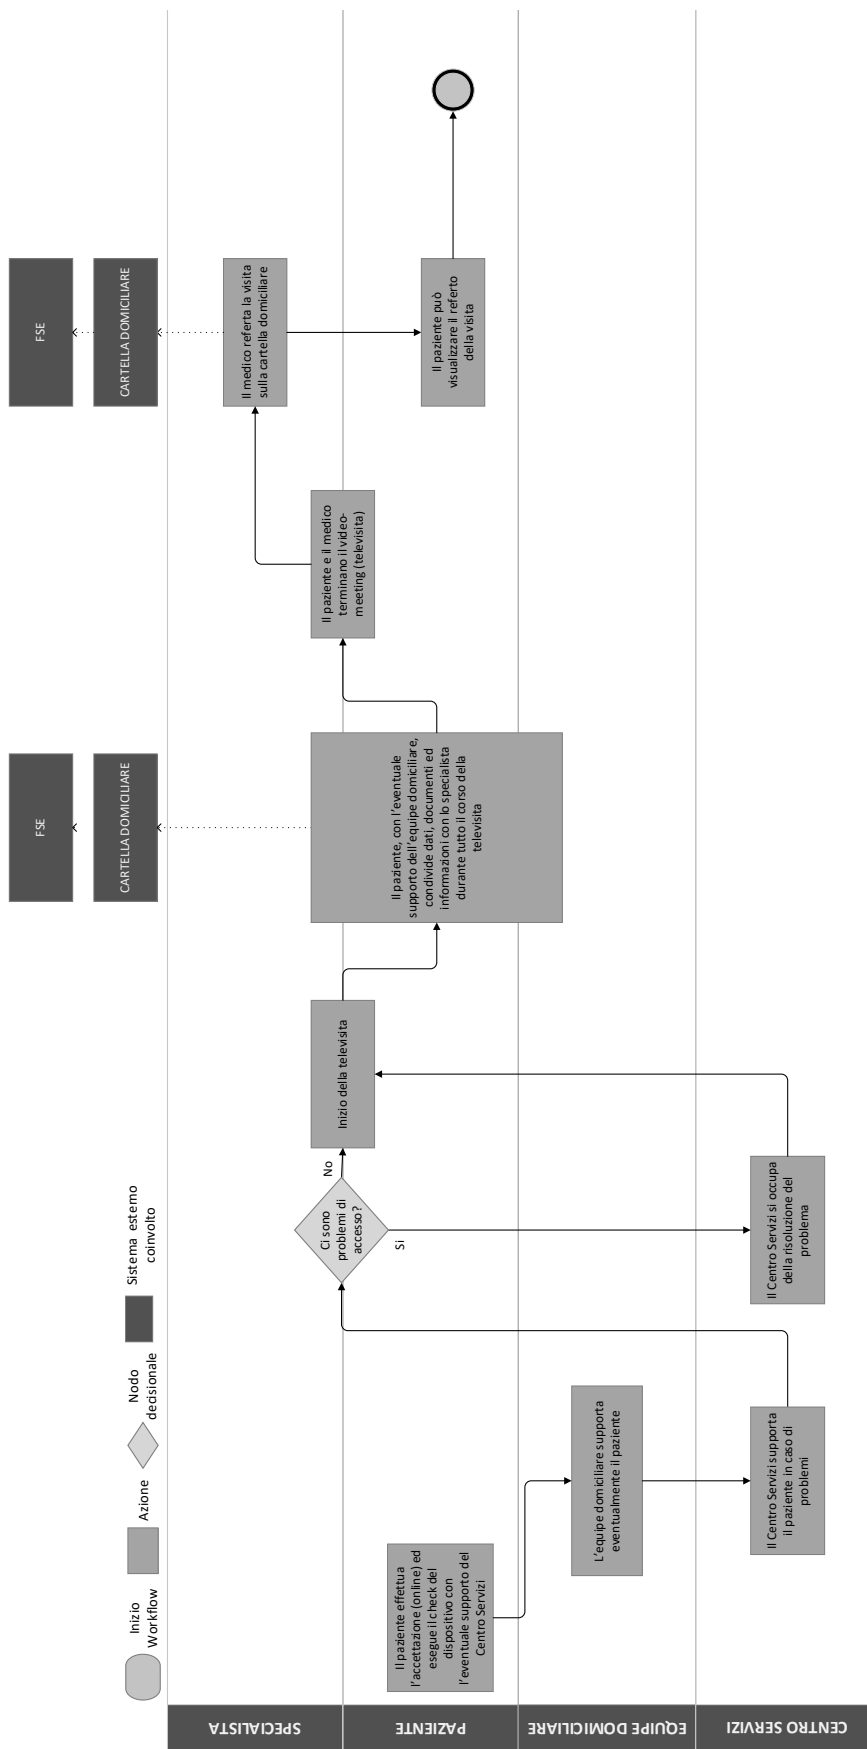 Inizio
Workflow
Azione
Nodo
decisionale
Sistema esterno
coinvolto
FSE
CARTELLA DOMICILIARE
FSE
CARTELLA DOMICILIARE
SPECIALISTA
PAZIENTE
EQUIPE DOMICILIARE
CENTRO SERVIZI
Il paziente effettua
l'accettazione (online) ed
esegue il check del
dispositivo con
l'eventuale supporto del
Centro Servizi
L'equipe domiciliare supporta
eventualmente il paziente
Il Centro Servizi supporta
il paziente in caso di
problemi
Ci sono
problemi di
accesso?
No
Si
Il Centro Servizi si occupa
della risoluzione del
problema
Inizio della televisita
Il paziente, con l'eventuale
supporto dell'equipe domiciliare,
condivide dati, documenti ed
informazioni con lo specialista
durante tutto il corso della
televisita
Il paziente e il medico
terminano il video-
meeting (televisita)
Il medico referta la visita
sulla cartella domiciliare
Il paziente può
visualizzare il referto
della visita